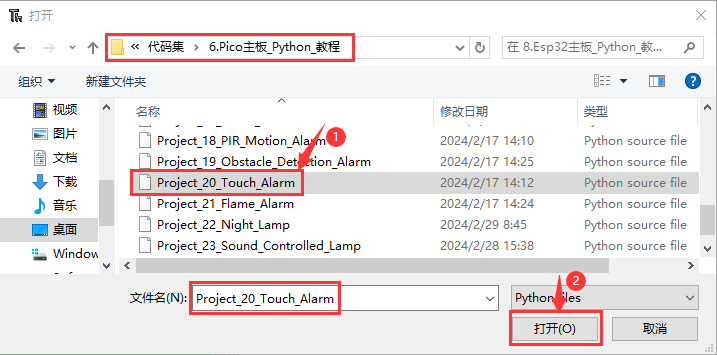 打开
« 代码集 › 6.Pico主板_Python_教程
在 8.Esp32主板_Python_教...
组织 新建文件夹
名称 修改日期 类型
视频
图片
文档
下载
音乐
桌面
Window
Project_18_PIR_Motion_Alarm 2024/2/17 14:10 Python source file
Project_19_Obstacle_Detection_Alarm 2024/2/17 14:25 Python source file
Project_20_Touch_Alarm 2024/2/17 14:12 Python source file
Project_21_Flame_Alarm 2024/2/17 14:24 Python source file
Project_22_Night_Lamp 2024/2/29 8:45 Python source file
Project_23_Sound_Controlled_Lamp 2024/2/28 15:38 Python source file
1
2
文件名(N): Project_20_Touch_Alarm Python files
打开(O) 取消